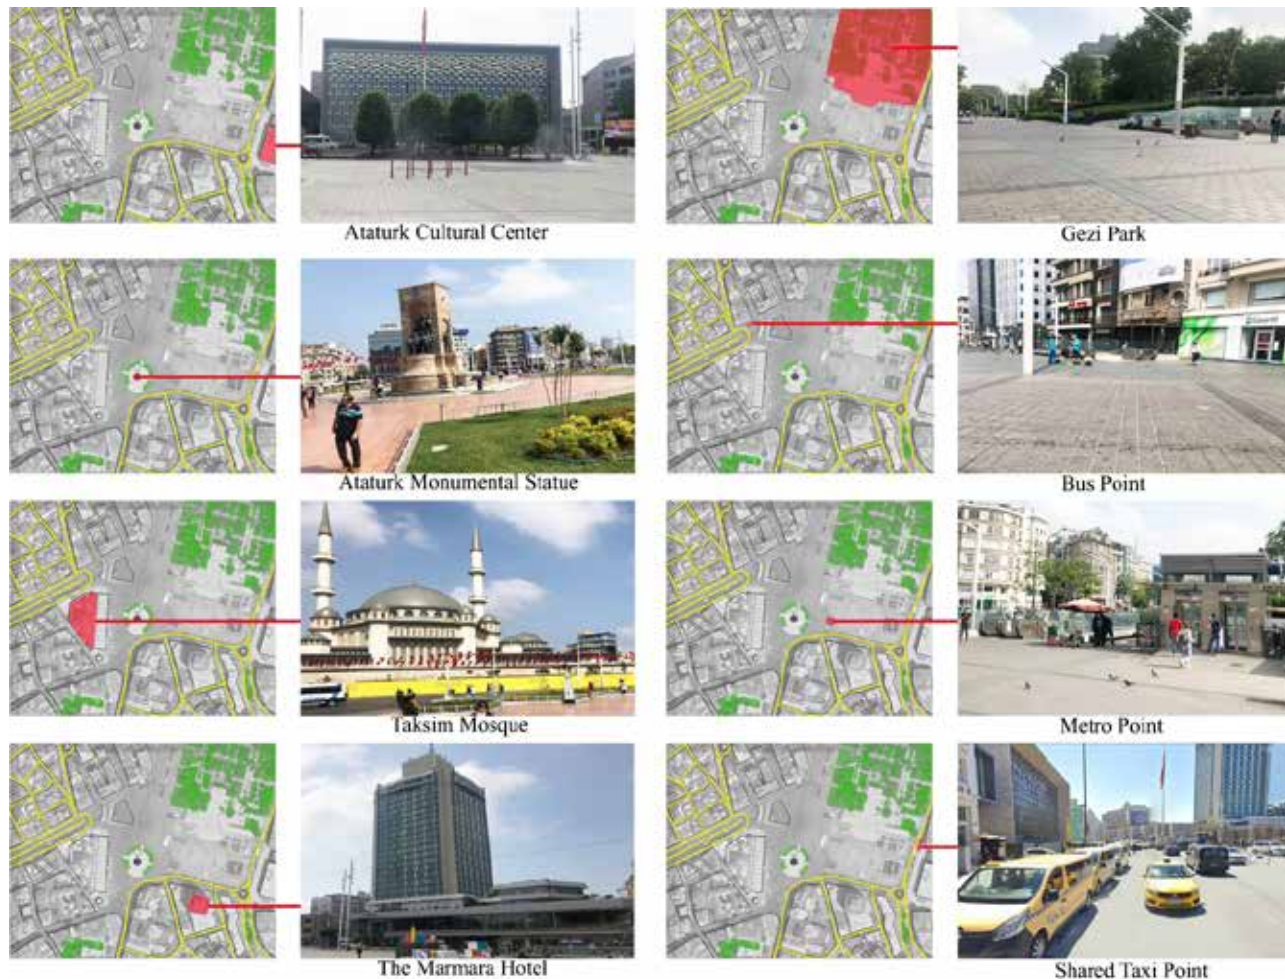 Ataturk Cultural Center
Gezi Park
Ataturk Monumental Statue
Bus Point
Taksim Mosque
Metro Point
The Marmara Hotel
Shared Taxi Point